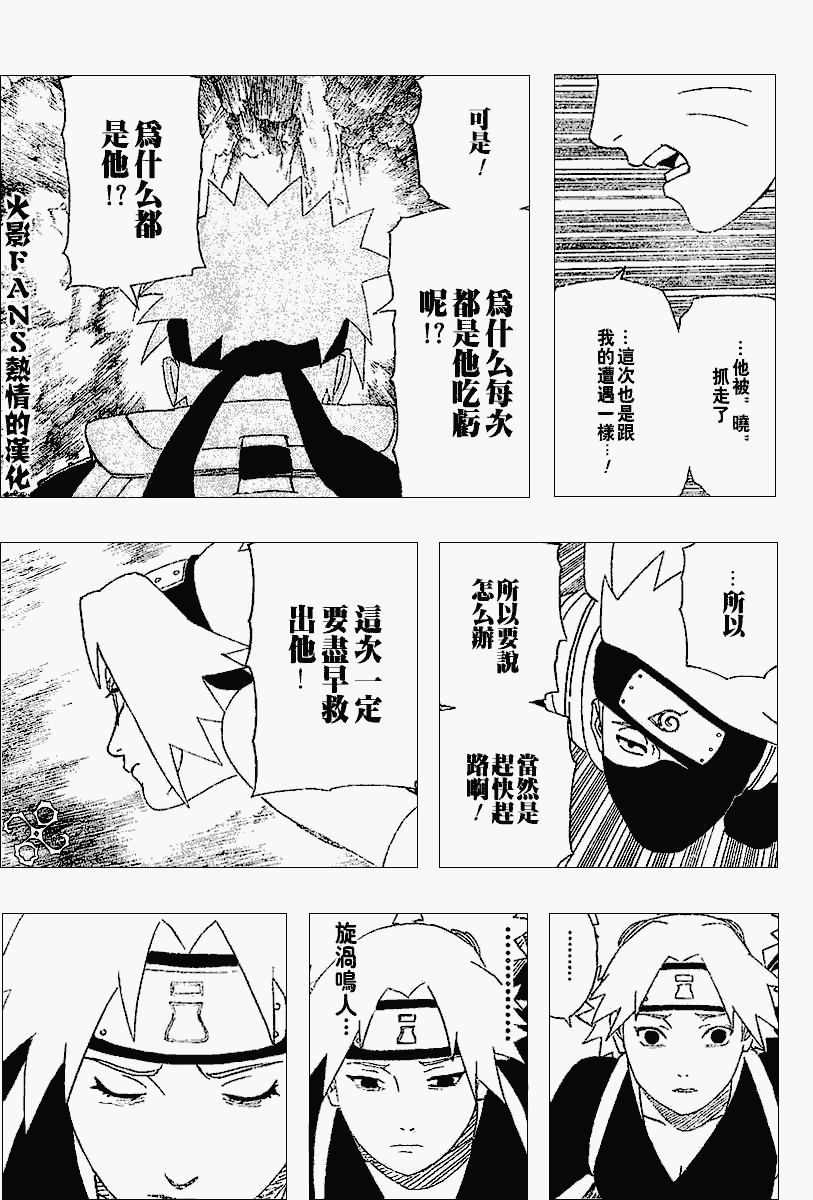 …他被”曉”
抓走了
…這次也是跟
我的遭遇一樣…！
可是！
為什么每次
都是他吃虧
呢!?
為什么都
是他!?
火影FANS熱情的漢化
…所以
所以要說
怎么辦
當然是
趕快趕
路啊！
這次一定
要盡早救
出他！
………
…………
旋渦鳴人…